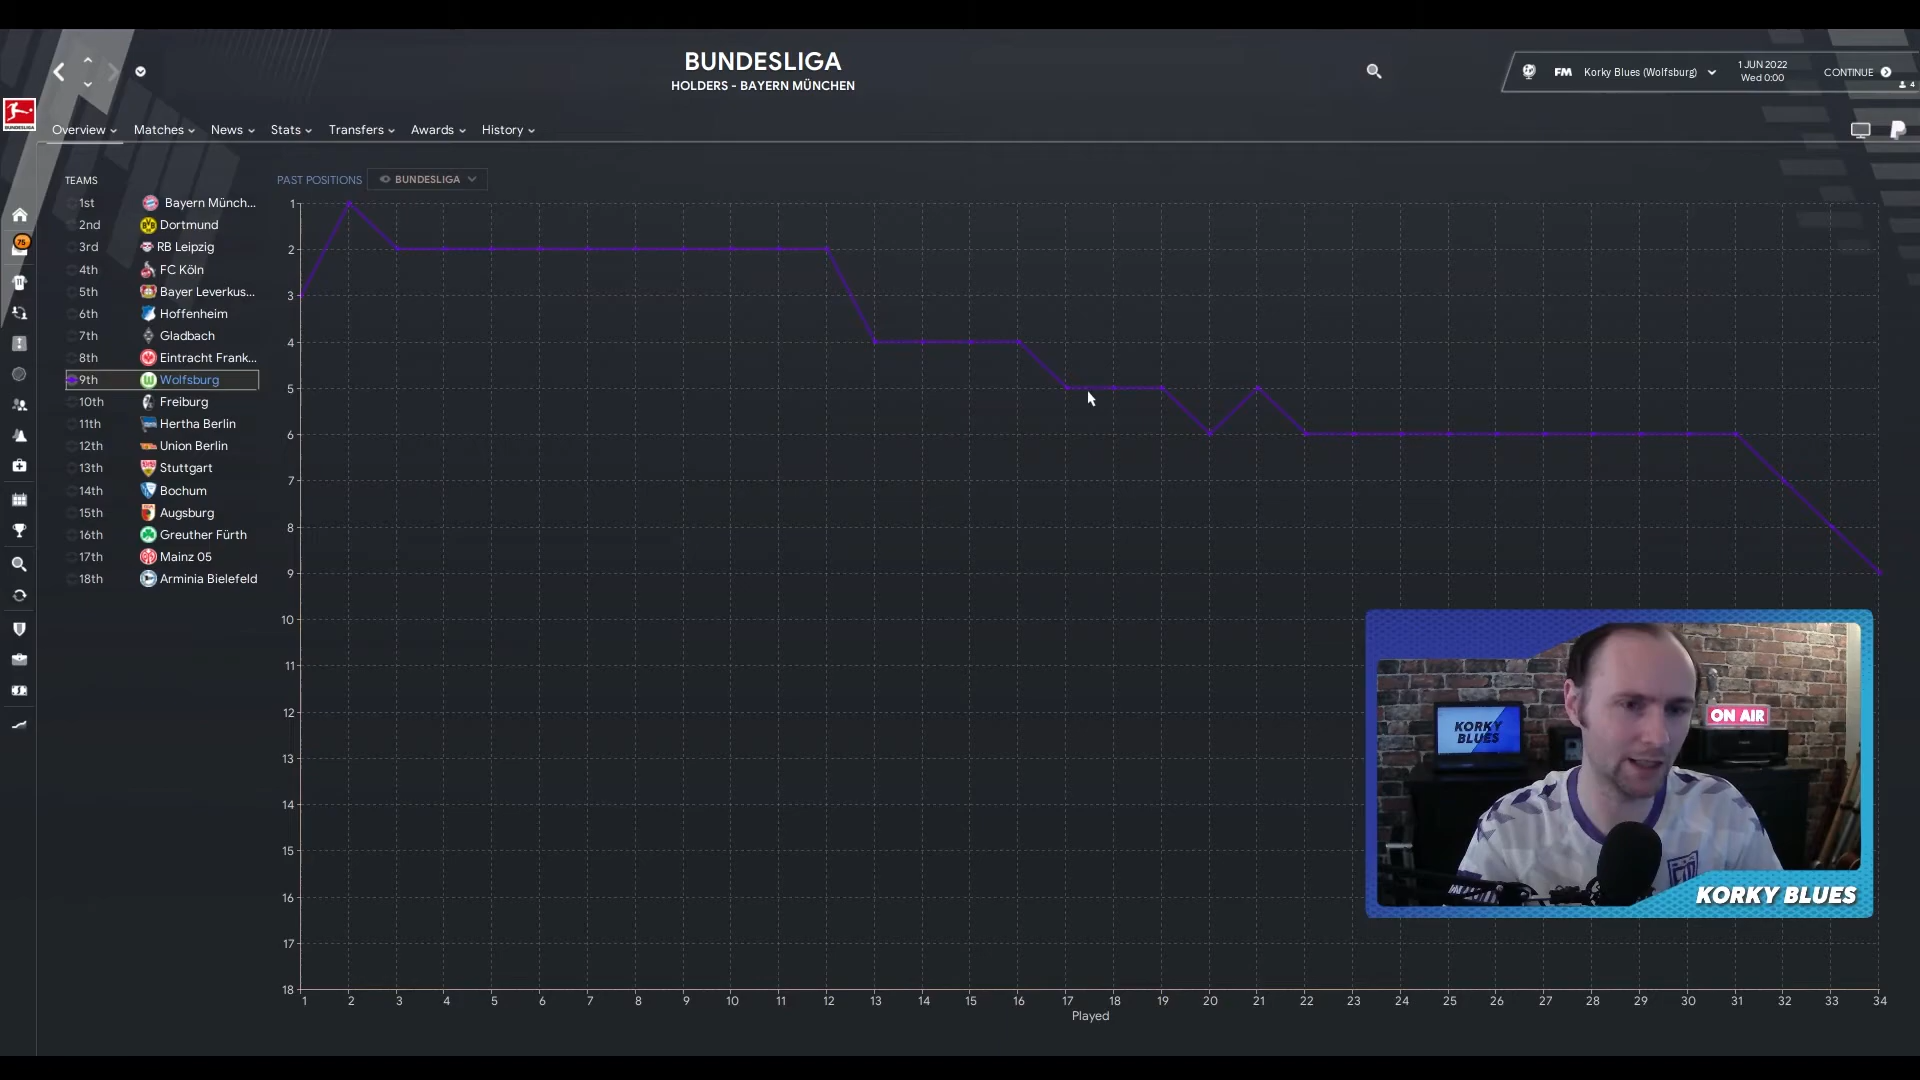 BUNDESLIGA
HOLDERS - BAYERN MÜNCHEN
FM Korky Blues (Wolfsburg)
1 JUN 2022
Wed 0:00
CONTINUE
4
BUNDESLIGA
Overview Matches News Stats Transfers Awards History
TEAMS
PAST POSITIONS BUNDESLIGA
75
1st Bayern Münch...
2nd Dortmund
3rd RB Leipzig
4th FC Köln
5th Bayer Leverkus...
6th Hoffenheim
7th Gladbach
8th Eintracht Frank...
9th Wolfsburg
10th Freiburg
11th Hertha Berlin
12th Union Berlin
13th Stuttgart
14th Bochum
15th Augsburg
16th Greuther Fürth
17th Mainz 05
18th Arminia Bielefeld
1
2
3
4
5
6
7
8
9
10
11
12
13
14
15
16
17
18
1 2 3 4 5 6 7 8 9 10 11 12 13 14 15 16 17 18 19 20 21 22 23 24 25 26 27 28 29 30 31 32 33 34
Played
KORKY
BLUES
ON AIR
KORKY BLUES